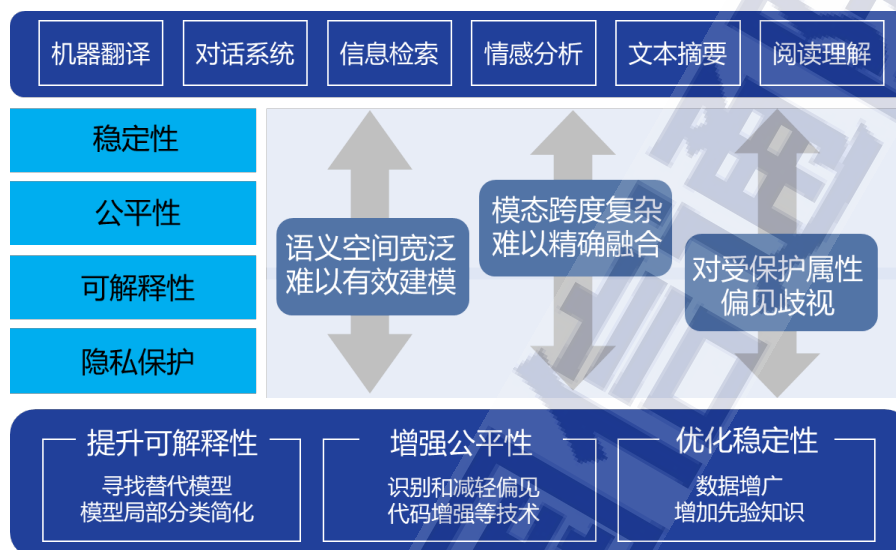 机器翻译 对话系统 信息检索 情感分析 文本摘要 阅读理解
稳定性
公平性
可解释性
隐私保护
语义空间宽泛
难以有效建模
模态跨度复杂
难以精确融合
对受保护属性
偏见歧视
提升可解释性
寻找替代模型
模型局部分类简化
增强公平性
识别和减轻偏见
代码增强等技术
优化稳定性
数据增广
增加先验知识